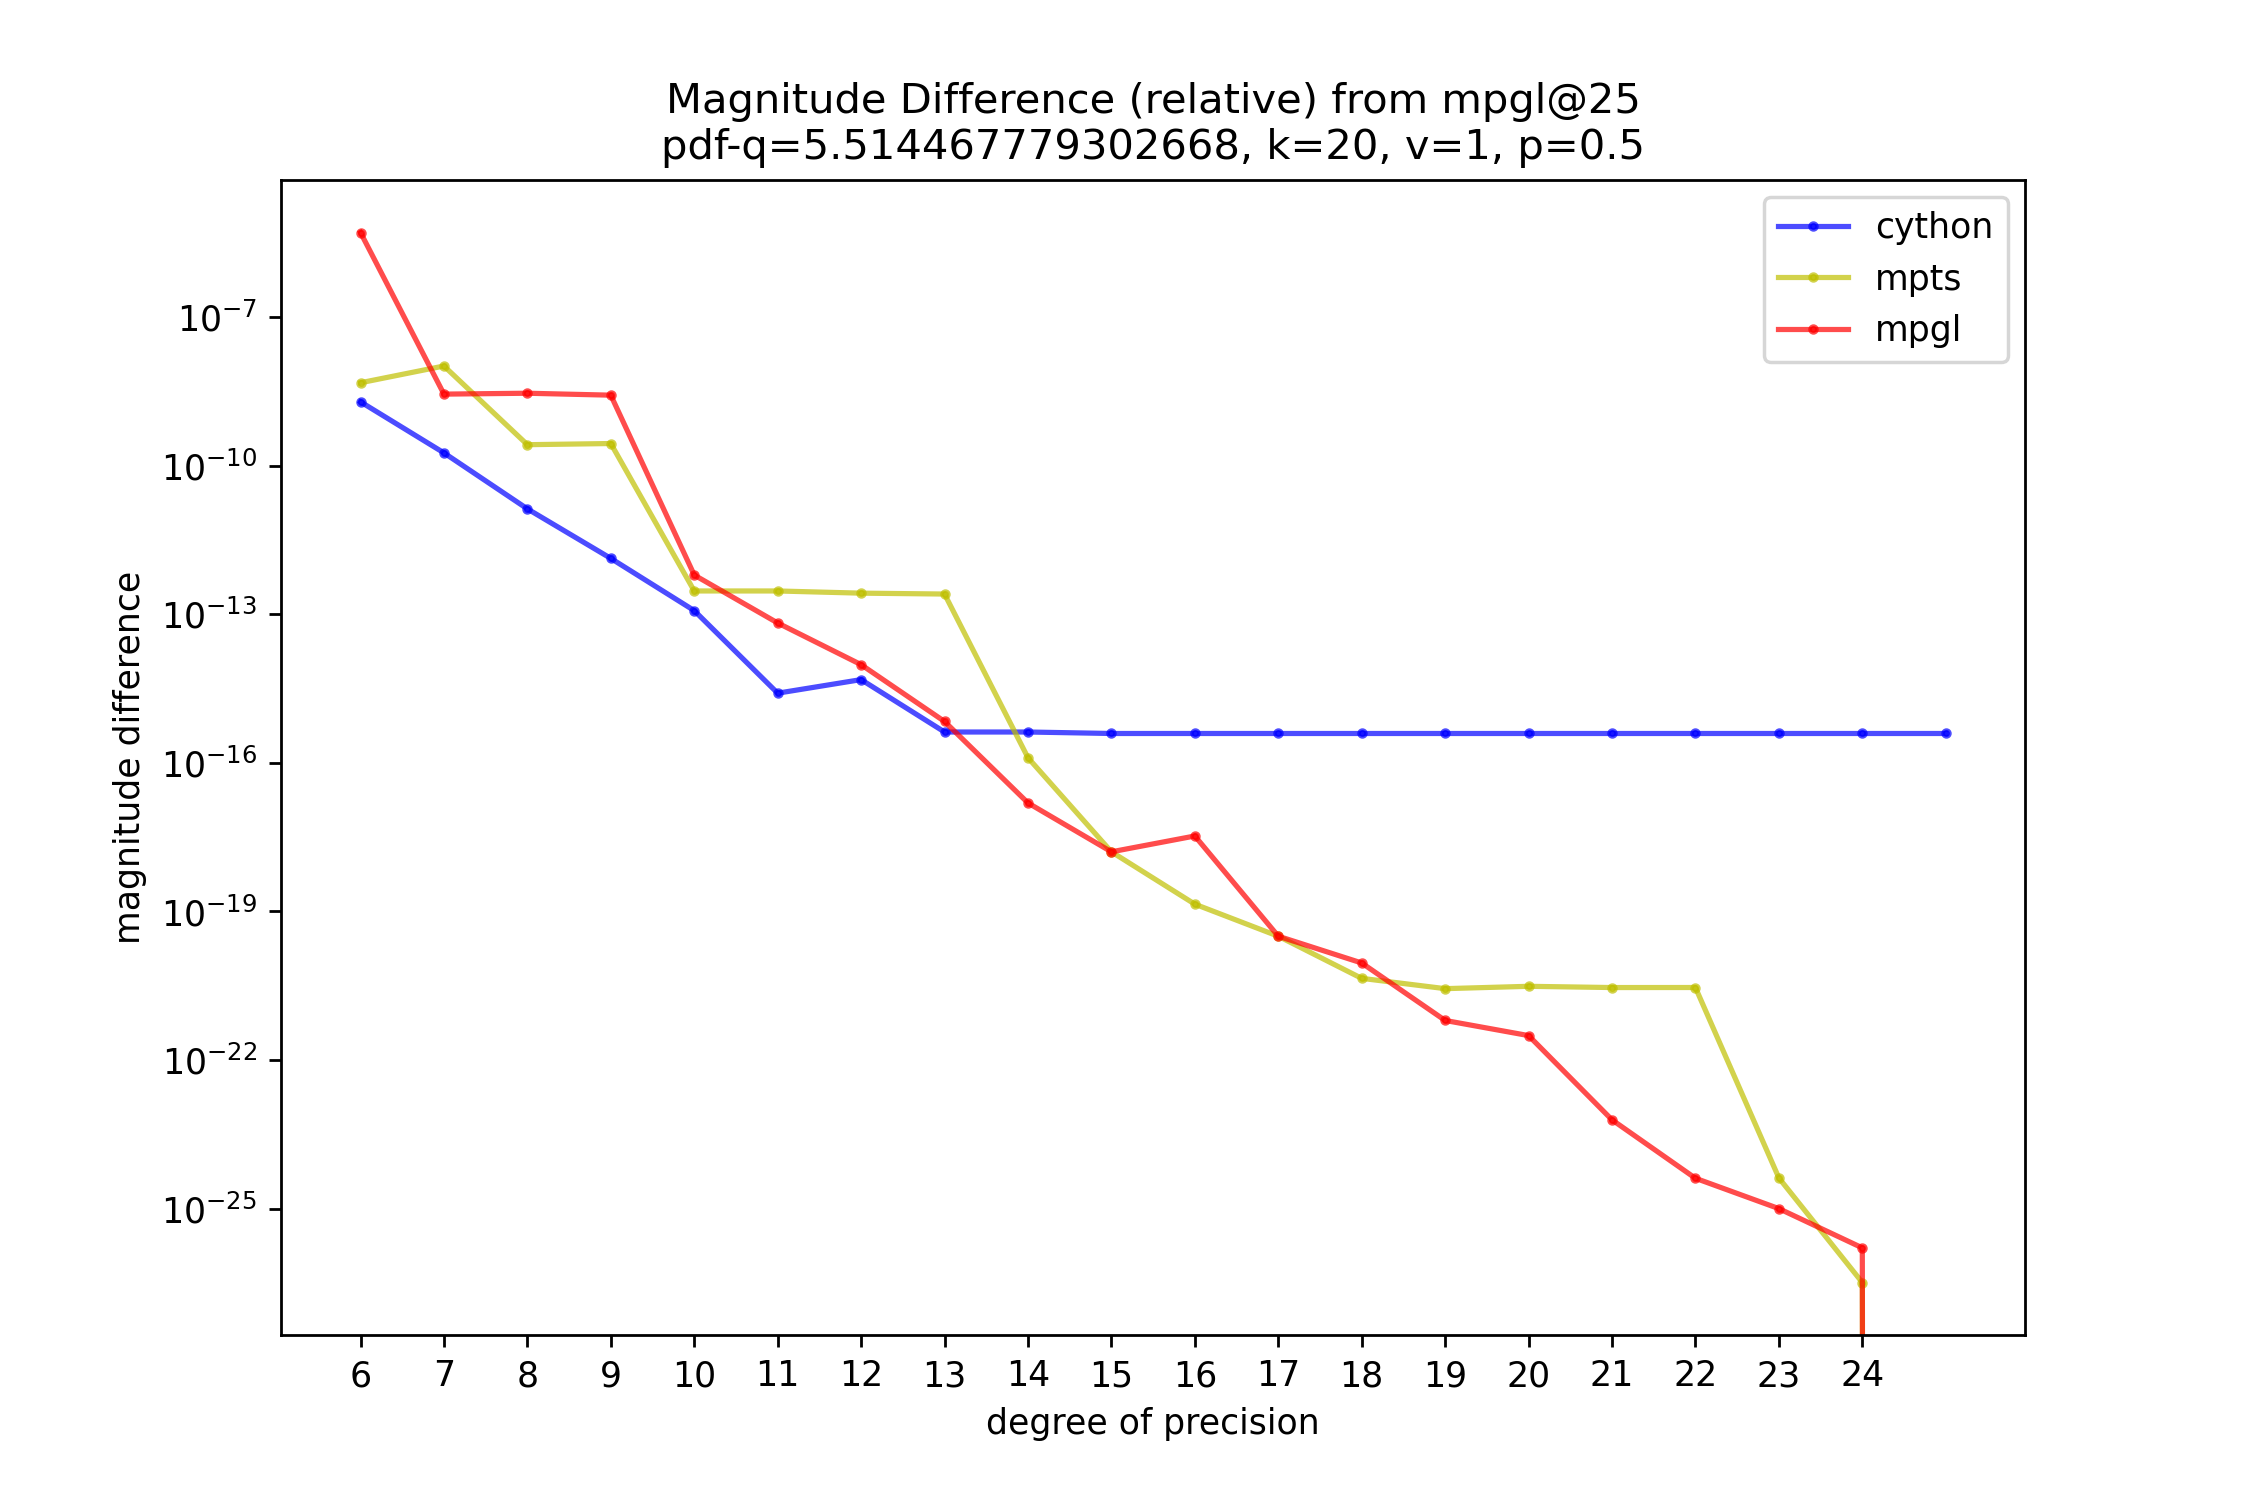 Magnitude Difference (relative) from mpgl@25
pdf-q=5.514467779302668, k=20, v=1, p=0.5
cython
mpts
mpgl
magnitude difference
10⁻⁷
10⁻¹⁰
10⁻¹³
10⁻¹⁶
10⁻¹⁹
10⁻²²
10⁻²⁵
6 7 8 9 10 11 12 13 14 15 16 17 18 19 20 21 22 23 24
degree of precision